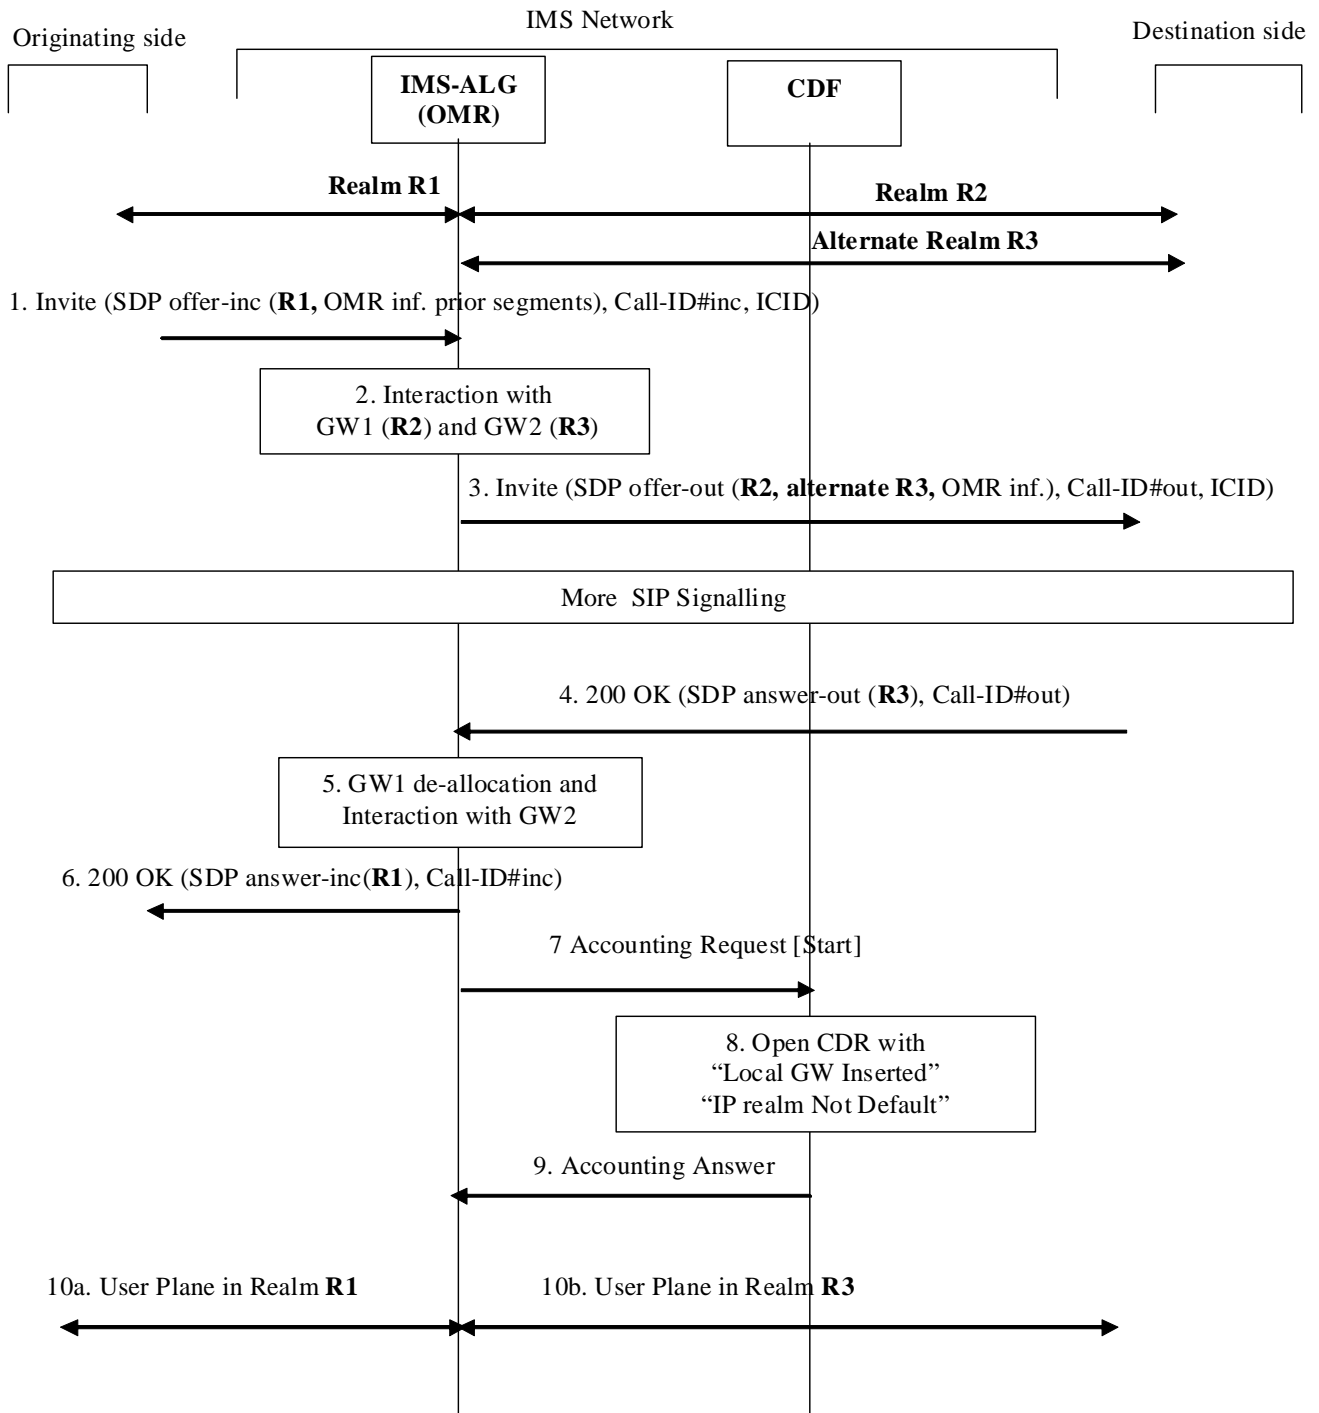 IMS Network
Originating side
Destination side
IMS-ALG
(OMR)
CDF
Realm R1
Realm R2
Alternate Realm R3
1. Invite (SDP offer-inc (R1, OMR inf. prior segments), Call-ID#inc, ICID)
2. Interaction with
GW1 (R2) and GW2 (R3)
3. Invite (SDP offer-out (R2, alternate R3, OMR inf.), Call-ID#out, ICID)
More SIP Signalling
4. 200 OK (SDP answer-out (R3), Call-ID#out)
5. GW1 de-allocation and
Interaction with GW2
6. 200 OK (SDP answer-inc(R1), Call-ID#inc)
7 Accounting Request [Start]
8. Open CDR with
“Local GW Inserted”
“IP realm Not Default”
9. Accounting Answer
10a. User Plane in Realm R1
10b. User Plane in Realm R3